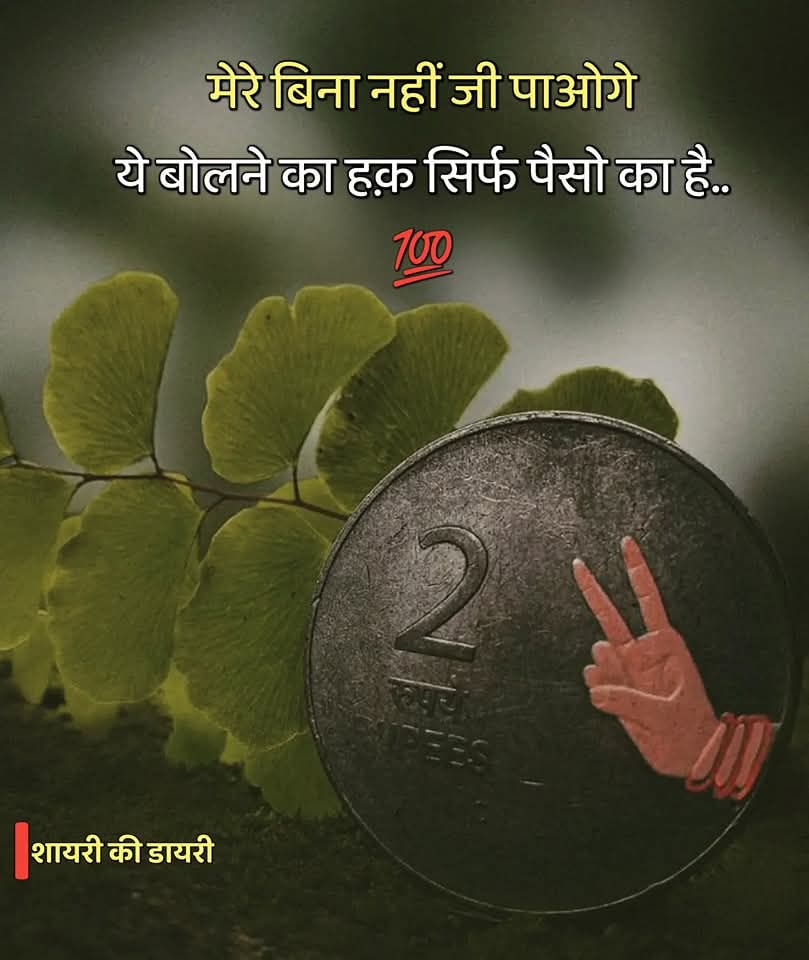 मेरे बिना नहीं जी पाओगे
ये बोलने का हक़ सिर्फ पैसो का है..
💯
2
रुपये
RUPEES
शायरी की डायरी